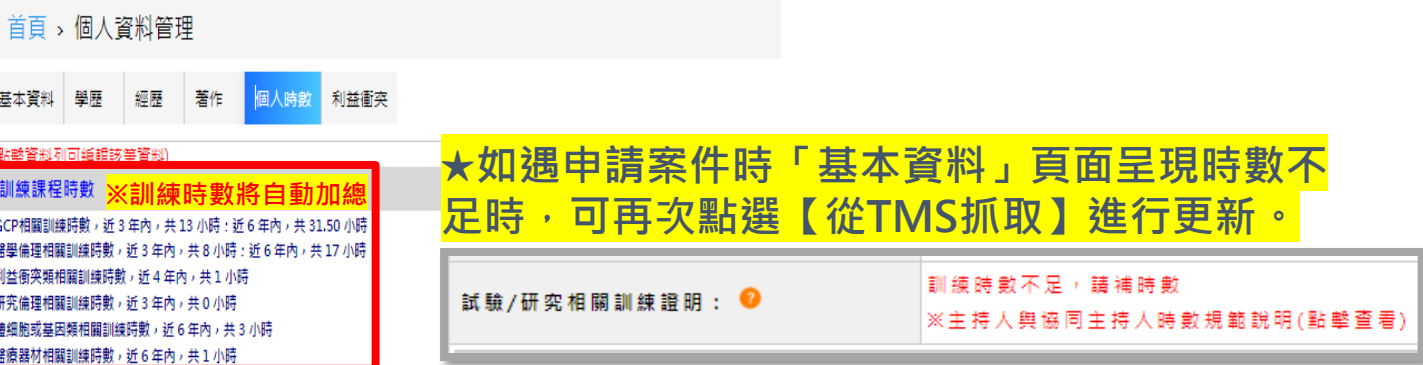 首頁 › 個人資料管理
基本資料 學歷 經歷 著作 個人時數 利益衝突
點擊資料列可編輯該筆資料)
訓練課程時數 ※訓練時數將自動加總
GCP相關訓練時數，近 3 年內，共 13 小時：近 6 年內，共 31.50 小時
醫學倫理相關訓練時數，近 3 年內，共 8 小時：近 6 年內，共 17 小時
利益衝突類相關訓練時數，近 4 年內，共 1 小時
研究倫理相關訓練時數，近 3 年內，共 0 小時
體細胞或基因類相關訓練時數，近 6 年內，共 3 小時
醫療器材相關訓練時數，近 6 年內，共 1 小時
★如遇申請案件時「基本資料」頁面呈現時數不
足時，可再次點選【從TMS抓取】進行更新。
試驗/研究相關訓練證明： ?
訓練時數不足，請補時數
※主持人與協同主持人時數規範說明(點擊查看)